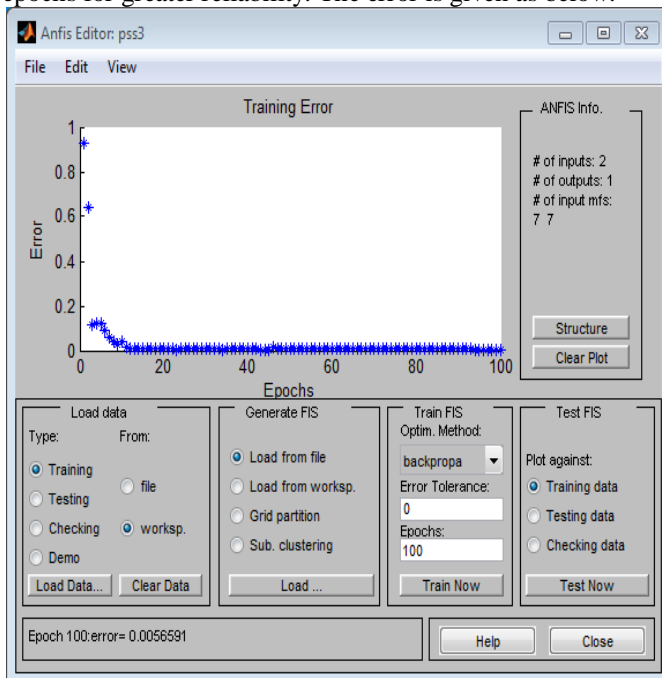 epochs for greater reliability. The error is given as below.
Anfis Editor: pss3
File Edit View
Training Error
1
0.8
0.6
0.4
0.2
0
Error
0 20 40 60 80 100
Epochs
ANFIS Info.
# of inputs: 2
# of outputs: 1
# of input mfs:
7 7
Structure
Clear Plot
Load data
Type: From:
Training
Testing
Checking
Demo
file
worksp.
Load Data... Clear Data
Generate FIS
Load from file
Load from worksp.
Grid partition
Sub. clustering
Load ...
Train FIS
Optim. Method:
backpropa
Error Tolerance:
0
Epochs:
100
Train Now
Test FIS
Plot against:
Training data
Testing data
Checking data
Test Now
Epoch 100:error= 0.0056591
Help Close